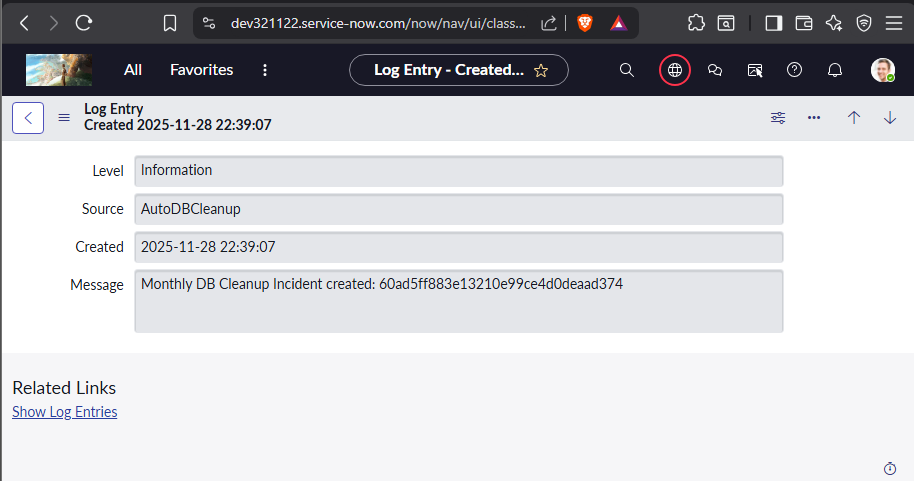 dev321122.service-now.com/now/nav/ui/class...
All Favorites Log Entry - Created...
Log Entry
Created 2025-11-28 22:39:07
Level Information
Source AutoDBCleanup
Created 2025-11-28 22:39:07
Message Monthly DB Cleanup Incident created: 60ad5ff883e13210e99ce4d0deaad374
Related Links
Show Log Entries